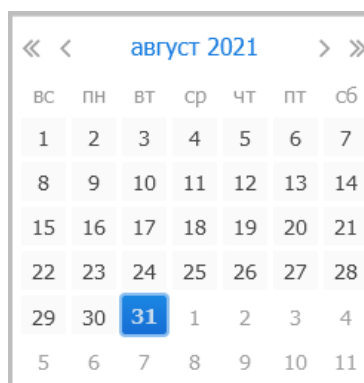 « < август 2021 > »
вс пн вт ср чт пт сб
1 2 3 4 5 6 7
8 9 10 11 12 13 14
15 16 17 18 19 20 21
22 23 24 25 26 27 28
29 30 31 1 2 3 4
5 6 7 8 9 10 11